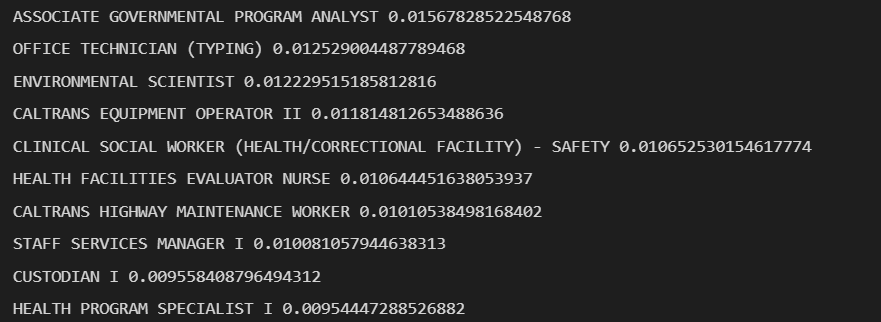 ASSOCIATE GOVERNMENTAL PROGRAM ANALYST 0.01567828522548768
OFFICE TECHNICIAN (TYPING) 0.012529004487789468
ENVIRONMENTAL SCIENTIST 0.012229515185812816
CALTRANS EQUIPMENT OPERATOR II 0.011814812653488636
CLINICAL SOCIAL WORKER (HEALTH/CORRECTIONAL FACILITY) - SAFETY 0.010652530154617774
HEALTH FACILITIES EVALUATOR NURSE 0.010644451638053937
CALTRANS HIGHWAY MAINTENANCE WORKER 0.01010538498168402
STAFF SERVICES MANAGER I 0.010081057944638313
CUSTODIAN I 0.009558408796494312
HEALTH PROGRAM SPECIALIST I 0.00954447288526882